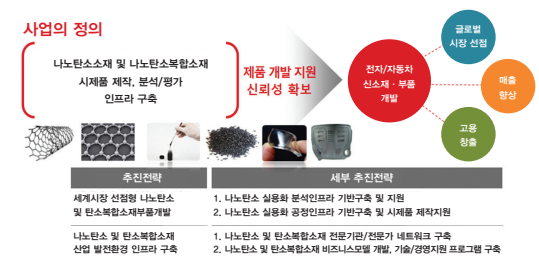 사업의 정의
나노탄소소재 및 나노탄소복합소재
시제품 제작, 분석/평가
인프라 구축
제품 개발 지원
신뢰성 확보
전자/자동차
신소재 · 부품
개발
글로벌
시장 선점
매출
향상
고용
창출
추진전략
세부 추진전략
세계시장 선점형 나노탄소
및 탄소복합소재부품개발
1. 나노탄소 실용화 분석인프라 기반구축 및 지원
2. 나노탄소 실용화 공정인프라 기반구축 및 시제품 제작지원
나노탄소 및 탄소복합소재
산업 발전환경 인프라 구축
1. 나노탄소 및 탄소복합소재 전문기관/전문가 네트워크 구축
2. 나노탄소 및 탄소복합소재 비즈니스모델 개발, 기술/경영지원 프로그램 구축